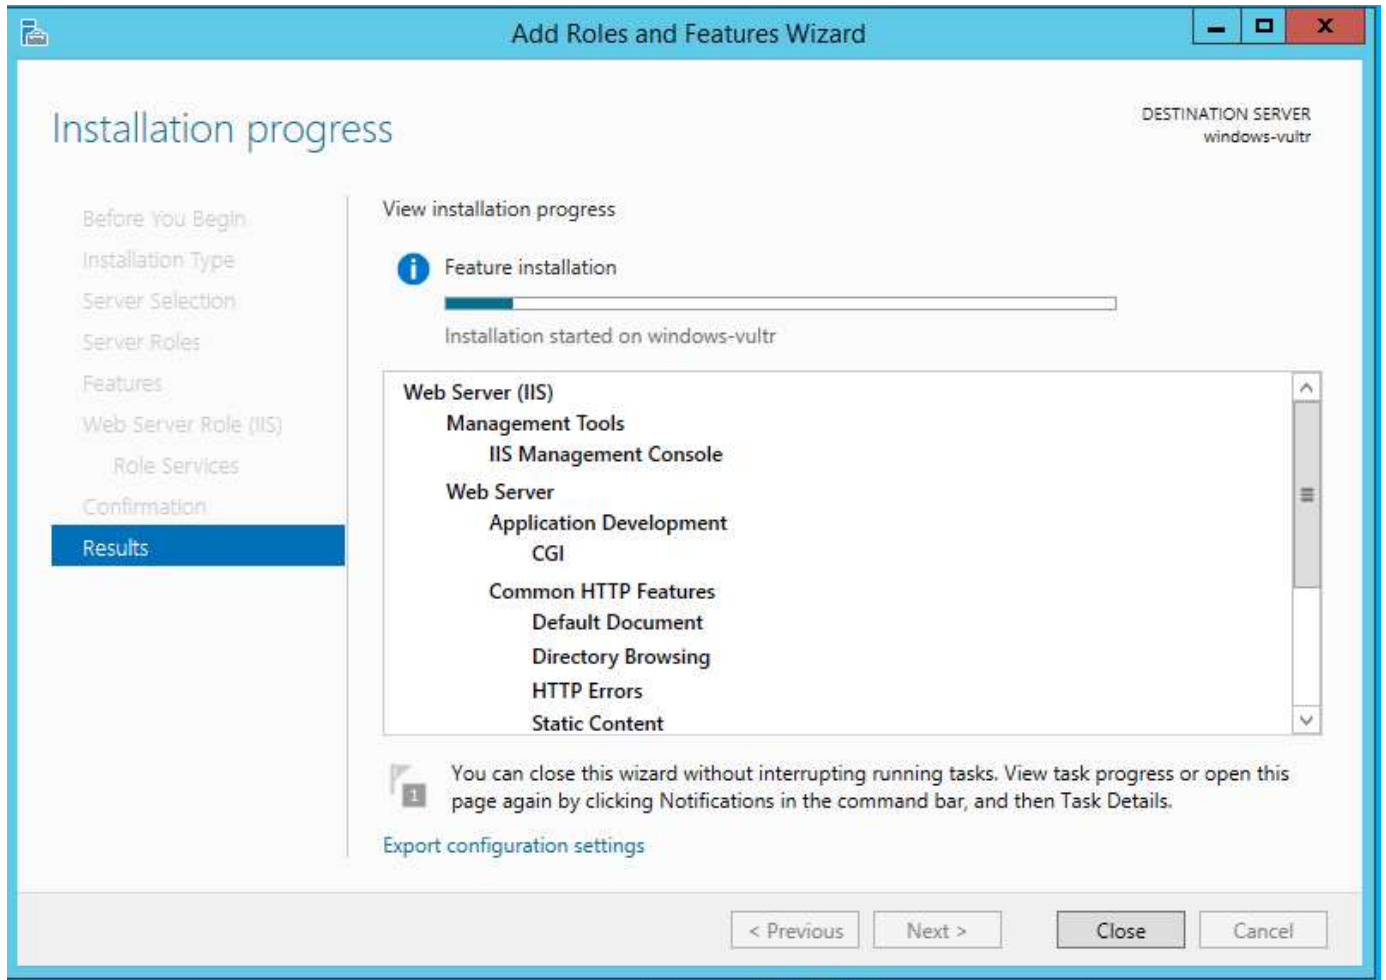 Add Roles and Features Wizard
Installation progress
DESTINATION SERVER
windows-vultr
Before You Begin
Installation Type
Server Selection
Server Roles
Features
Web Server Role (IIS)
Role Services
Confirmation
Results
View installation progress
Feature installation
Installation started on windows-vultr
Web Server (IIS)
Management Tools
IIS Management Console
Web Server
Application Development
CGI
Common HTTP Features
Default Document
Directory Browsing
HTTP Errors
Static Content
1
You can close this wizard without interrupting running tasks. View task progress or open this
page again by clicking Notifications in the command bar, and then Task Details.
Export configuration settings
< Previous
Next >
Close
Cancel